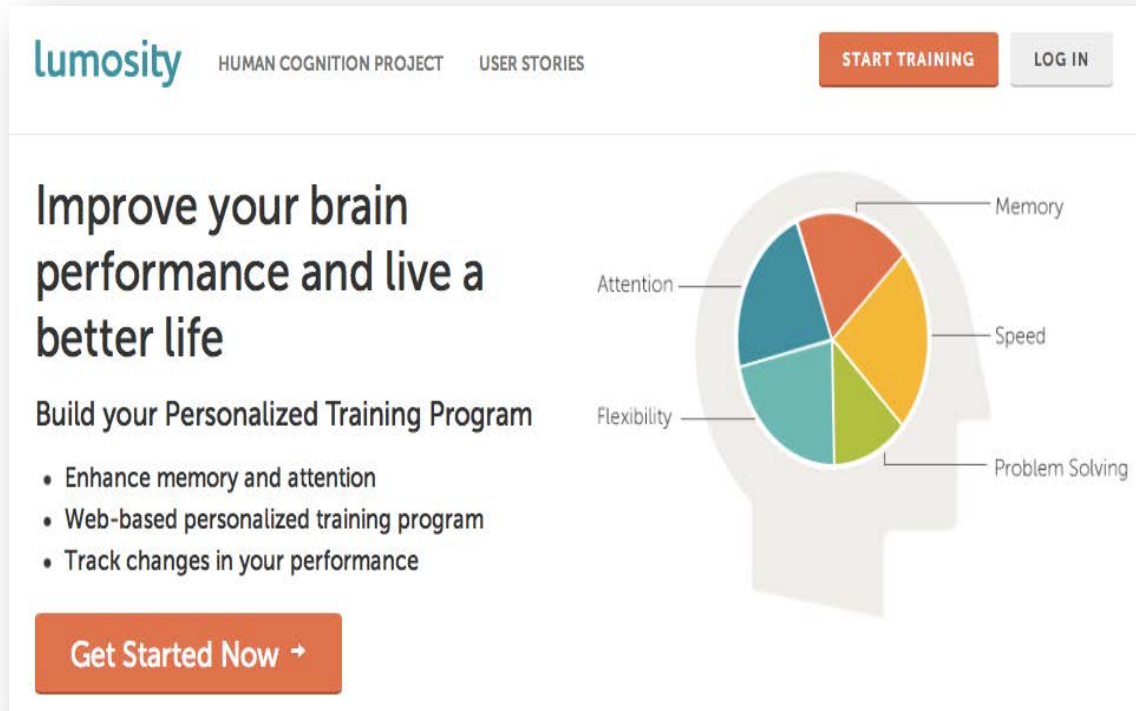 lumosity HUMAN COGNITION PROJECT USER STORIES START TRAINING LOG IN
Improve your brain
performance and live a
better life
Build your Personalized Training Program
• Enhance memory and attention
• Web-based personalized training program
• Track changes in your performance
Get Started Now →
Memory
Attention
Speed
Flexibility
Problem Solving